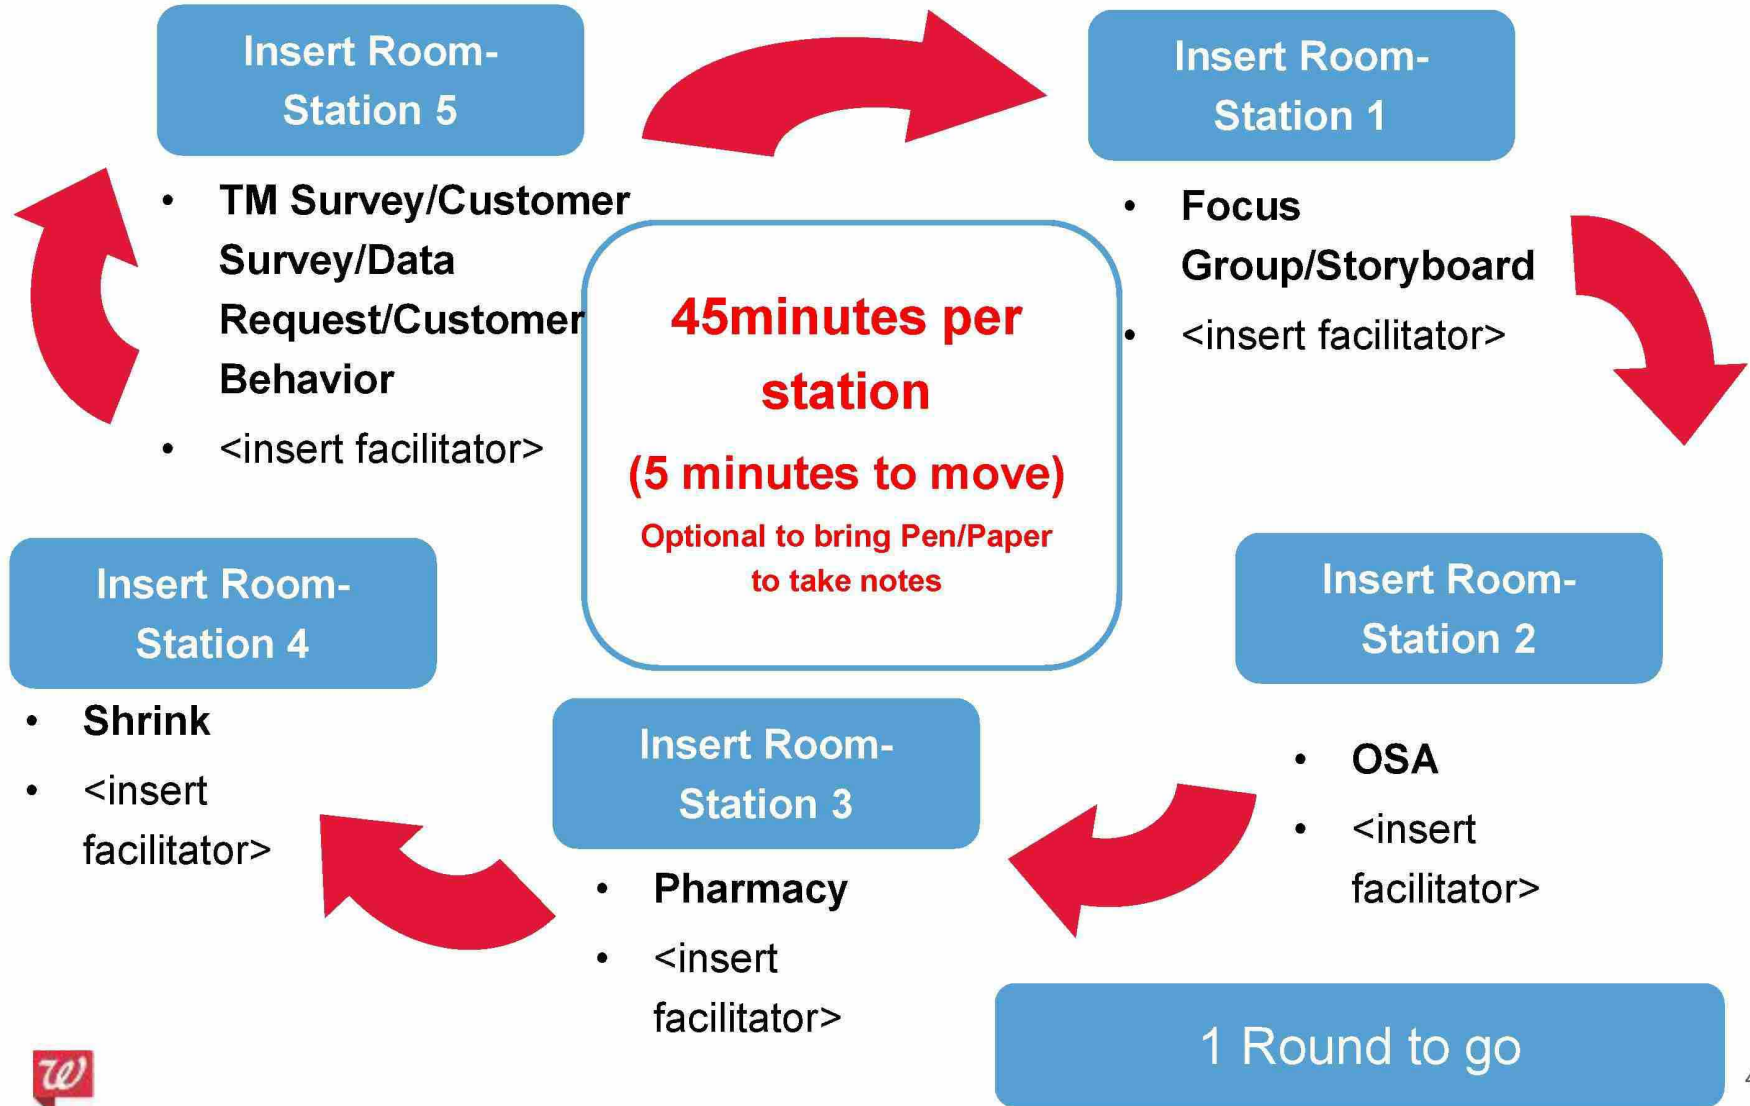 Insert Room-
Station 5
• TM Survey/Customer
Survey/Data
Request/Customer
Behavior
• <insert facilitator>
Insert Room-
Station 1
• Focus
Group/Storyboard
• <insert facilitator>
45minutes per
station
(5 minutes to move)
Optional to bring Pen/Paper
to take notes
Insert Room-
Station 4
• Shrink
• <insert
facilitator>
Insert Room-
Station 3
• Pharmacy
• <insert
facilitator>
Insert Room-
Station 2
• OSA
• <insert
facilitator>
1 Round to go
W